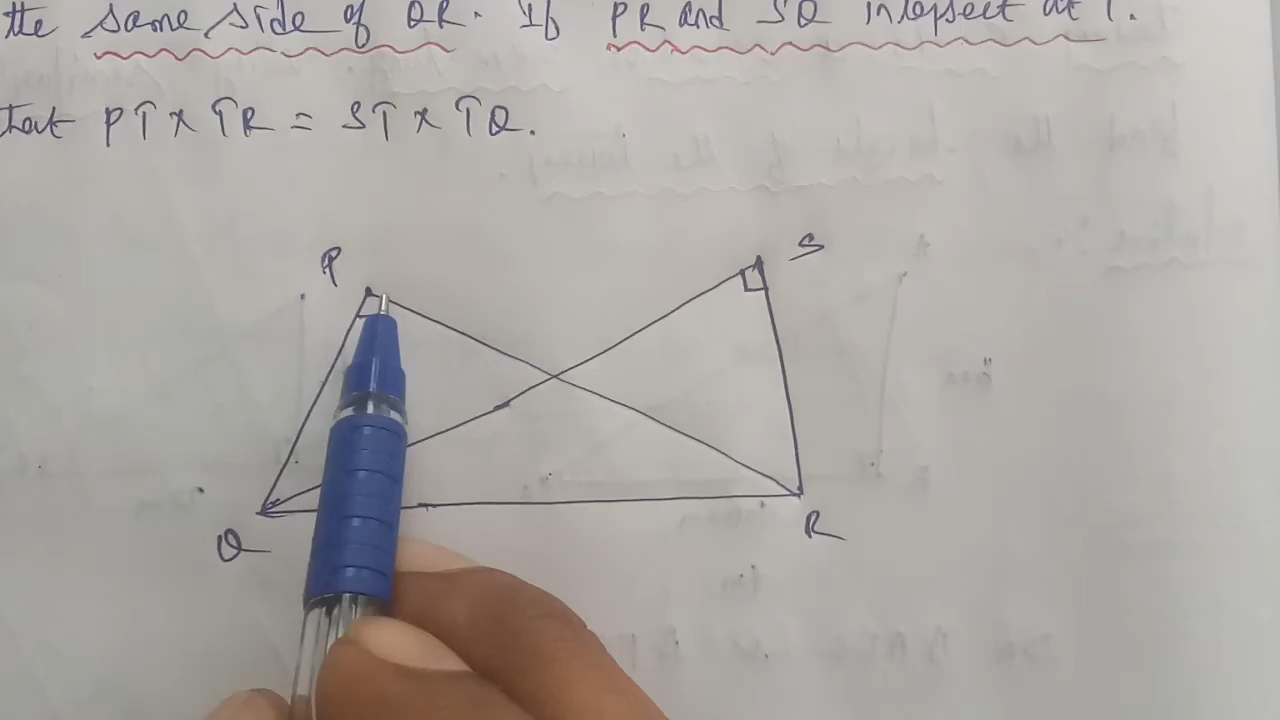 the same side of QR. If PR and SQ intersect at T.
that PT x TR = ST x TQ.
P
S
Q
R